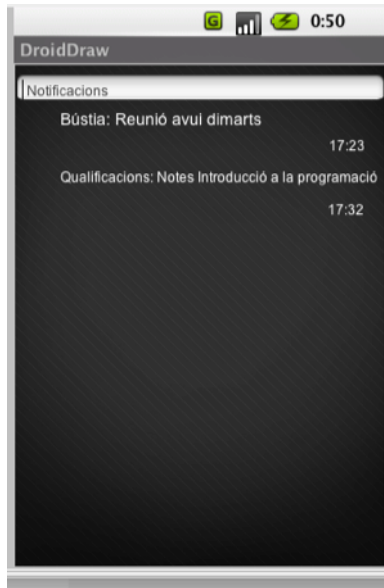 G 0:50
DroidDraw
Notificacions
Bústia: Reunió avui dimarts
17:23
Qualificacions: Notes Introducció a la programació
17:32